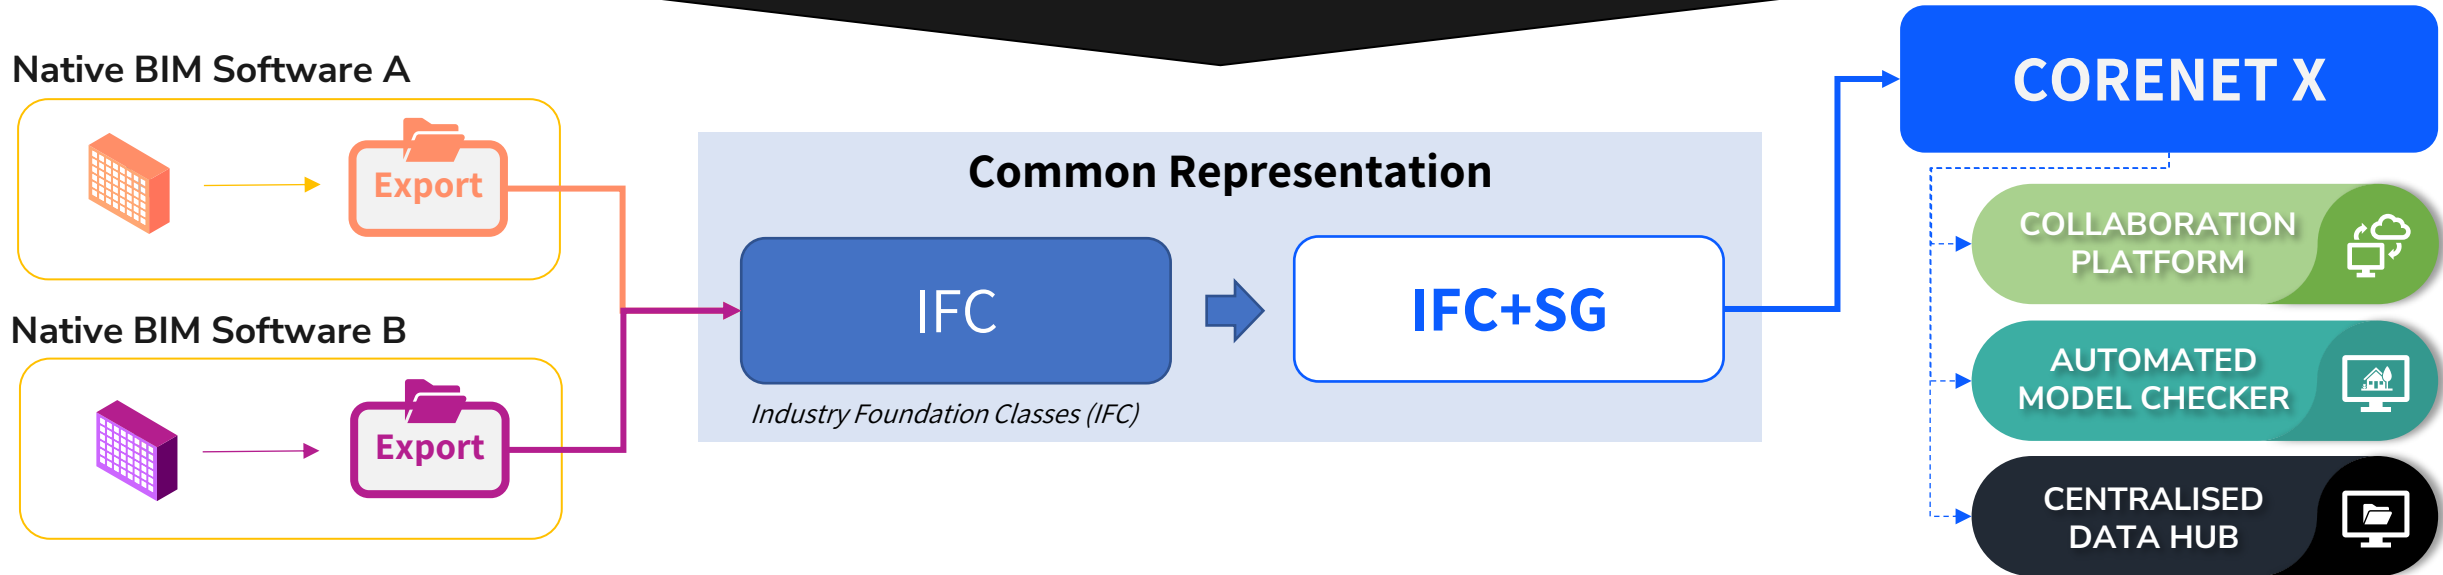 Native BIM Software A
Export
Native BIM Software B
Export
Common Representation
IFC
IFC+SG
Industry Foundation Classes (IFC)
CORENET X
COLLABORATION
PLATFORM
AUTOMATED
MODEL CHECKER
CENTRALISED
DATA HUB